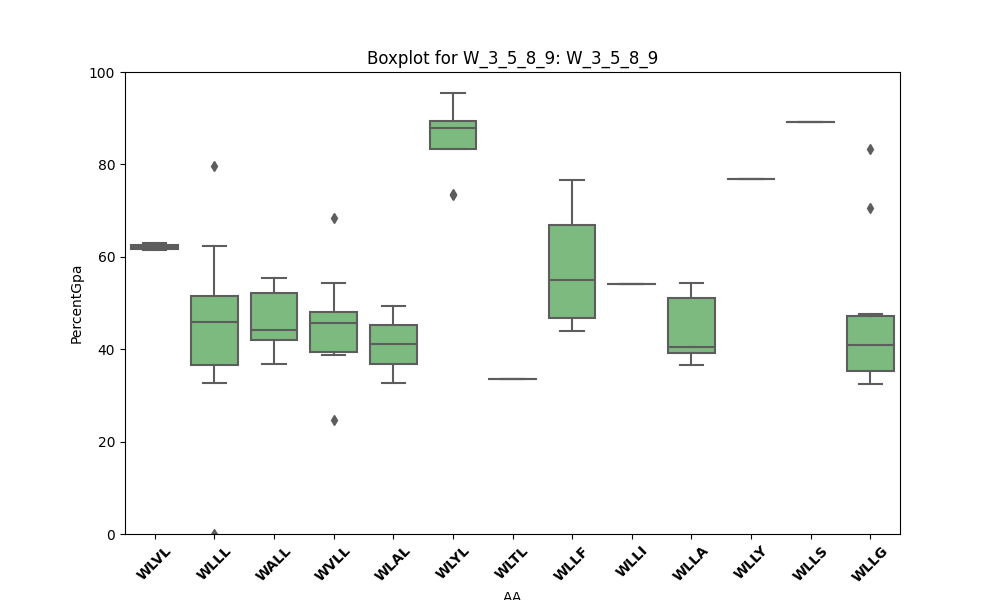 Boxplot for W_3_5_8_9: W_3_5_8_9
100
80
60
40
20
0
PercentGpa
WLVL
WLLL
WALL
WVLL
WLAL
WLYL
WLTL
WLLF
WLLI
WLLA
WLLY
WLLS
WLLG
AA